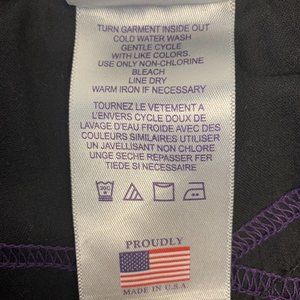 TURN GARMENT INSIDE OUT
COLD WATER WASH
GENTLE CYCLE
WITH LIKE COLORS.
USE ONLY NON-CHLORINE
BLEACH
LINE DRY
WARM IRON IF NECESSARY
TOURNEZ LE VETEMENT A
L'ENVERS CYCLE DOUX DE
LAVAGE D'EAU FROIDE AVEC DES
COULEURS SIMILAIRES UTILISER
UN JAVELLISANT NON CHLORE
UNGE SECHE REPASSER FER
TIEDE SI NECESSAIRE
PROUDLY
MADE IN U.S.A.